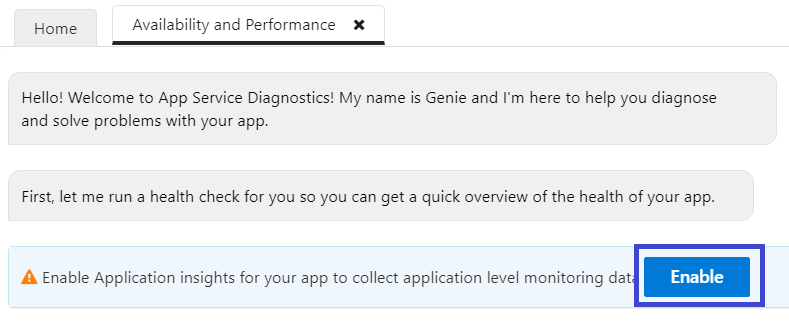 Home
Availability and Performance ✖
Hello! Welcome to App Service Diagnostics! My name is Genie and I'm here to help you diagnose
and solve problems with your app.
First, let me run a health check for you so you can get a quick overview of the health of your app.
Enable Application insights for your app to collect application level monitoring data
Enable